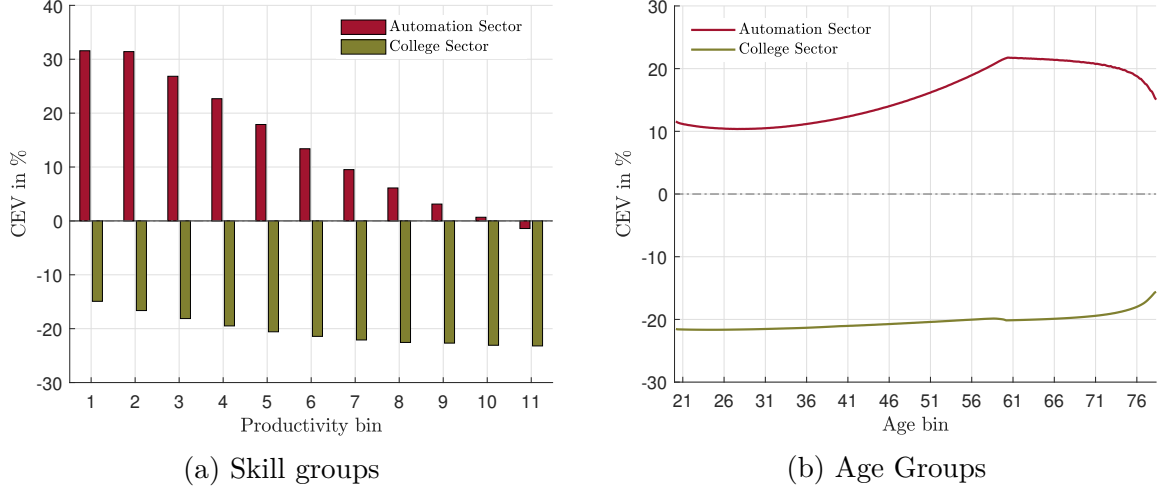 Automation Sector
College Sector
40
30
20
10
0
-10
-20
-30
CEV in %
1 2 3 4 5 6 7 8 9 10 11
Productivity bin
(a) Skill groups
Automation Sector
College Sector
30
20
10
0
-10
-20
-30
CEV in %
21 26 31 36 41 46 51 56 61 66 71 76
Age bin
(b) Age Groups